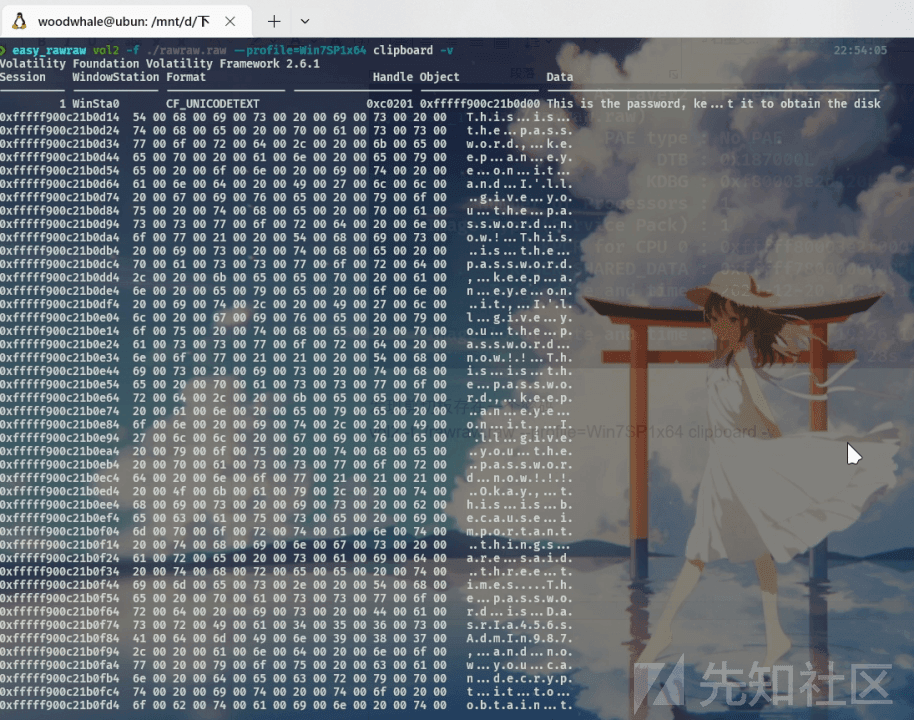 woodwhale@ubun: /mnt/d/下
easy_rawraw vol2 -f ./rawraw.raw --profile=Win7SP1x64 clipboard -v 22:54:05
Volatility Foundation Volatility Framework 2.6.1
Session WindowStation Format Handle Object Data
1 WinSta0 CF_UNICODETEXT 0xc0201 0xfffff900c21b0d00 This is the password, ke...t it to obtain the disk
0xfffff900c21b0d14 54 00 68 00 69 00 73 00 20 00 69 00 73 00 20 00 T.h.i.s...i.s...
0xfffff900c21b0d24 74 00 68 00 65 00 20 00 70 00 61 00 73 00 73 00 t.h.e...p.a.s.s.
0xfffff900c21b0d34 77 00 6f 00 72 00 64 00 2c 00 20 00 6b 00 65 00 w.o.r.d.,...k.e.
0xfffff900c21b0d44 65 00 70 00 20 00 61 00 6e 00 20 00 65 00 79 00 e.p...a.n...e.y.
0xfffff900c21b0d54 65 00 20 00 6f 00 6e 00 20 00 69 00 74 00 20 00 e...o.n...i.t...
0xfffff900c21b0d64 61 00 6e 00 64 00 20 00 49 00 27 00 6c 00 6c 00 a.n.d...I.'.l.l.
0xfffff900c21b0d74 20 00 67 00 69 00 76 00 65 00 20 00 79 00 6f 00 ..g.i.v.e...y.o.
0xfffff900c21b0d84 75 00 20 00 74 00 68 00 65 00 20 00 70 00 61 00 u...t.h.e...p.a.
0xfffff900c21b0d94 73 00 73 00 77 00 6f 00 72 00 64 00 20 00 6e 00 s.s.w.o.r.d...n.
0xfffff900c21b0da4 6f 00 77 00 21 00 20 00 54 00 68 00 69 00 73 00 o.w.!...T.h.i.s.
0xfffff900c21b0db4 20 00 69 00 73 00 20 00 74 00 68 00 65 00 20 00 ..i.s...t.h.e...
0xfffff900c21b0dc4 70 00 61 00 73 00 73 00 77 00 6f 00 72 00 64 00 p.a.s.s.w.o.r.d.
0xfffff900c21b0dd4 2c 00 20 00 6b 00 65 00 65 00 70 00 20 00 61 00 ,...k.e.e.p...a.
0xfffff900c21b0de4 6e 00 20 00 65 00 79 00 65 00 20 00 6f 00 6e 00 n...e.y.e...o.n.
0xfffff900c21b0df4 20 00 69 00 74 00 2c 00 20 00 49 00 27 00 6c 00 ..i.t.,...I.'.l.
0xfffff900c21b0e04 6c 00 20 00 67 00 69 00 76 00 65 00 20 00 79 00 l...g.i.v.e...y.
0xfffff900c21b0e14 6f 00 75 00 20 00 74 00 68 00 65 00 20 00 70 00 o.u...t.h.e...p.
0xfffff900c21b0e24 61 00 73 00 73 00 77 00 6f 00 72 00 64 00 20 00 a.s.s.w.o.r.d...
0xfffff900c21b0e34 6e 00 6f 00 77 00 21 00 21 00 20 00 54 00 68 00 n.o.w.!.!...T.h.
0xfffff900c21b0e44 69 00 73 00 20 00 69 00 73 00 20 00 74 00 68 00 i.s...i.s...t.h.
0xfffff900c21b0e54 65 00 20 00 70 00 61 00 73 00 73 00 77 00 6f 00 e...p.a.s.s.w.o.
0xfffff900c21b0e64 72 00 64 00 2c 00 20 00 6b 00 65 00 65 00 70 00 r.d.,...k.e.e.p.
0xfffff900c21b0e74 20 00 61 00 6e 00 20 00 65 00 79 00 65 00 20 00 ..a.n...e.y.e...
0xfffff900c21b0e84 6f 00 6e 00 20 00 69 00 74 00 2c 00 20 00 49 00 o.n...i.t.,...I.
0xfffff900c21b0e94 27 00 6c 00 6c 00 20 00 67 00 69 00 76 00 65 00 '.l.l...g.i.v.e.
0xfffff900c21b0ea4 20 00 79 00 6f 00 75 00 20 00 74 00 68 00 65 00 ..y.o.u...t.h.e.
0xfffff900c21b0eb4 20 00 70 00 61 00 73 00 73 00 77 00 6f 00 72 00 ..p.a.s.s.w.o.r.
0xfffff900c21b0ec4 64 00 20 00 6e 00 6f 00 77 00 21 00 21 00 21 00 d...n.o.w.!.!.!.
0xfffff900c21b0ed4 20 00 4f 00 6b 00 61 00 79 00 2c 00 20 00 74 00 ..O.k.a.y.,...t.
0xfffff900c21b0ee4 68 00 69 00 73 00 20 00 69 00 73 00 20 00 62 00 h.i.s...i.s...b.
0xfffff900c21b0ef4 65 00 63 00 61 00 75 00 73 00 65 00 20 00 69 00 e.c.a.u.s.e...i.
0xfffff900c21b0f04 6d 00 70 00 6f 00 72 00 74 00 61 00 6e 00 74 00 m.p.o.r.t.a.n.t.
0xfffff900c21b0f14 20 00 74 00 68 00 69 00 6e 00 67 00 73 00 20 00 ..t.h.i.n.g.s...
0xfffff900c21b0f24 61 00 72 00 65 00 20 00 73 00 61 00 69 00 64 00 a.r.e...s.a.i.d.
0xfffff900c21b0f34 20 00 74 00 68 00 72 00 65 00 65 00 20 00 74 00 ..t.h.r.e.e...t.
0xfffff900c21b0f44 69 00 6d 00 65 00 73 00 2e 00 20 00 54 00 68 00 i.m.e.s.....T.h.
0xfffff900c21b0f54 65 00 20 00 70 00 61 00 73 00 73 00 77 00 6f 00 e...p.a.s.s.w.o.
0xfffff900c21b0f64 72 00 64 00 20 00 69 00 73 00 20 00 44 00 61 00 r.d...i.s...D.a.
0xfffff900c21b0f74 73 00 72 00 49 00 61 00 34 00 35 00 36 00 73 00 s.r.I.a.4.5.6.s.
0xfffff900c21b0f84 41 00 64 00 6d 00 49 00 6e 00 39 00 38 00 37 00 A.d.m.I.n.9.8.7.
0xfffff900c21b0f94 2c 00 20 00 61 00 6e 00 64 00 20 00 6e 00 6f 00 ,...a.n.d...n.o.
0xfffff900c21b0fa4 77 00 20 00 79 00 6f 00 75 00 20 00 63 00 61 00 w...y.o.u...c.a.
0xfffff900c21b0fb4 6e 00 20 00 64 00 65 00 63 00 72 00 79 00 70 00 n...d.e.c.r.y.p.
0xfffff900c21b0fc4 74 00 20 00 69 00 74 00 20 00 74 00 6f 00 20 00 t...i.t...t.o...
0xfffff900c21b0fd4 6f 00 62 00 74 00 61 00 69 00 6e 00 20 00 74 00 o.b.t.a.i.n...t.
先知社区